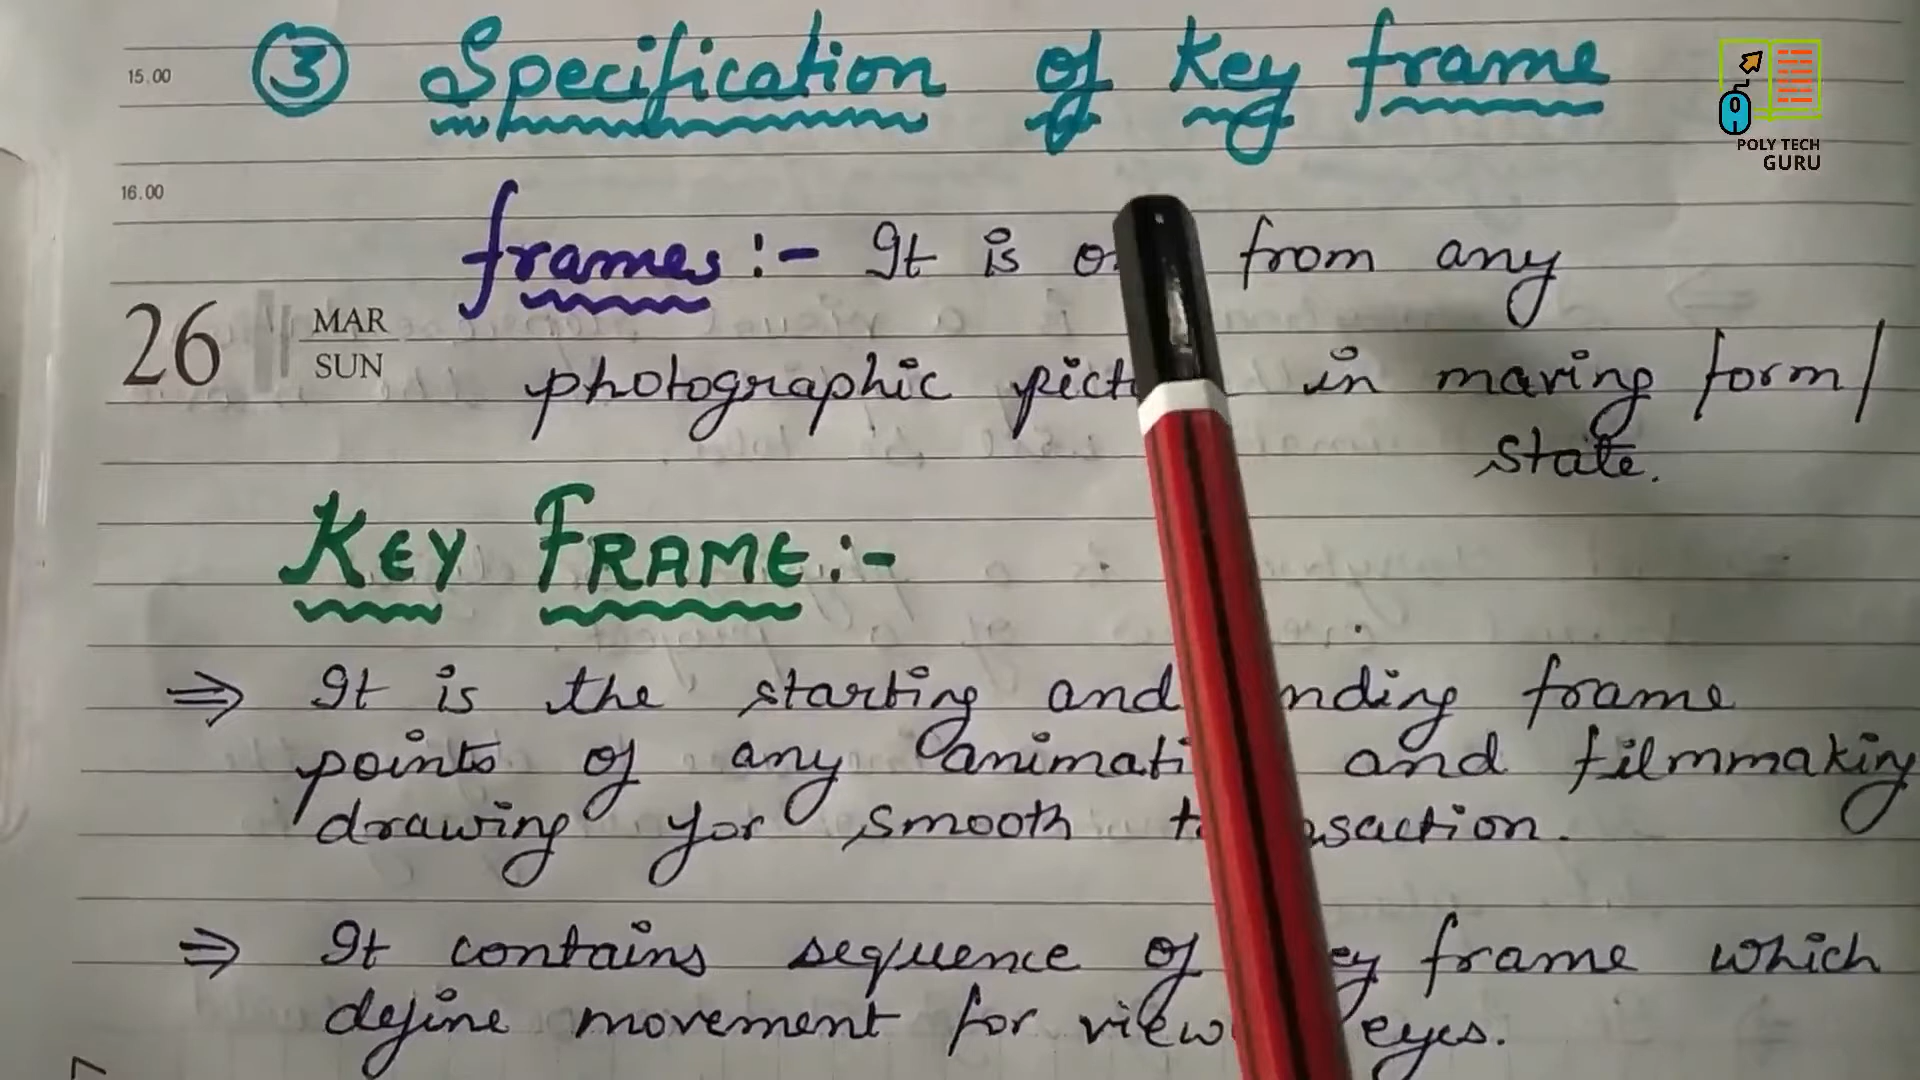 15.00
③ Specification of Key frame
POLY TECH
GURU
16.00
frames :- It is from any
26 MAR
SUN
photographic in moving form/
state.
KEY FRAME :-
⇒ It is the starting and frame
points of any and filmmaking
drawing for smooth
⇒ It contains sequence of frame which
define movement for eyes.